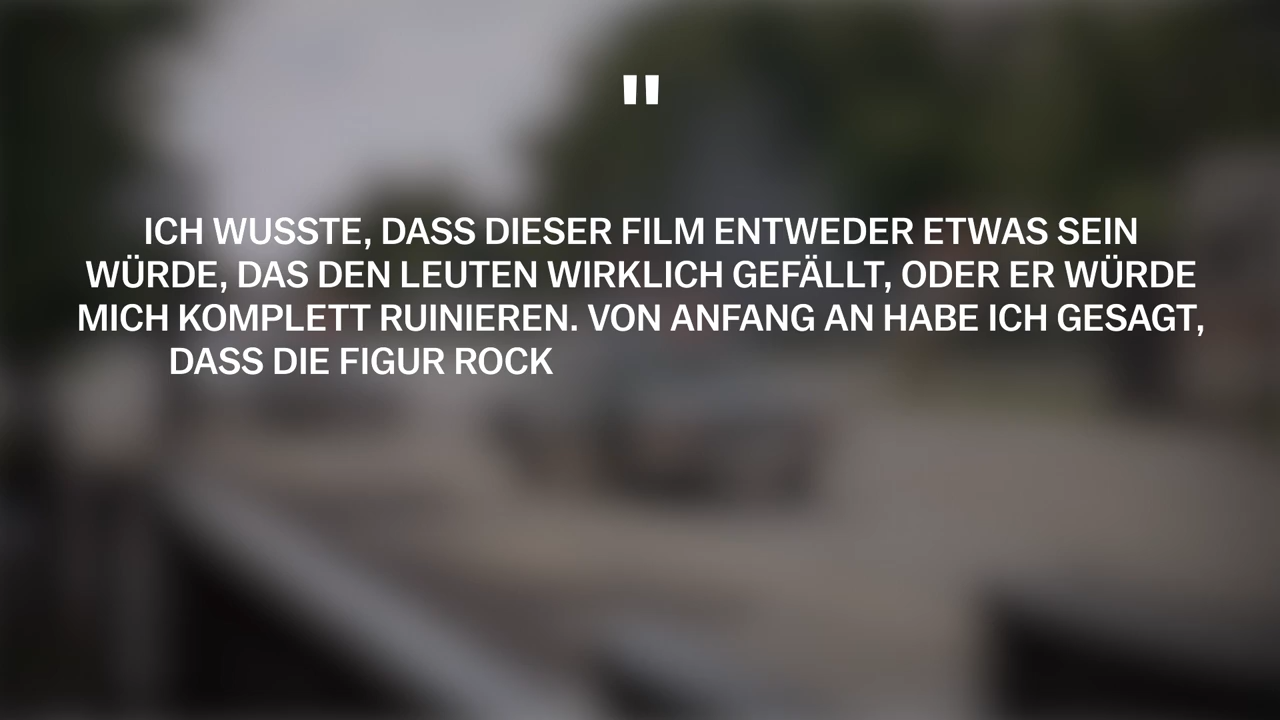 "
ICH WUSSTE, DASS DIESER FILM ENTWEDER ETWAS SEIN
WÜRDE, DAS DEN LEUTEN WIRKLICH GEFÄLLT, ODER ER WÜRDE
MICH KOMPLETT RUINIEREN. VON ANFANG AN HABE ICH GESAGT,
DASS DIE FIGUR ROCK